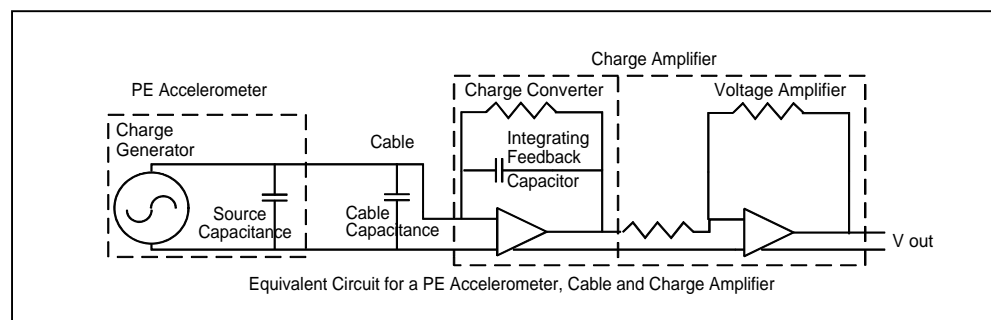 Charge Amplifier
PE Accelerometer
Charge Converter
Voltage Amplifier
Charge
Generator
Cable
Integrating
Feedback
Capacitor
Source
Capacitance
Cable
Capacitance
V out
Equivalent Circuit for a PE Accelerometer, Cable and Charge Amplifier